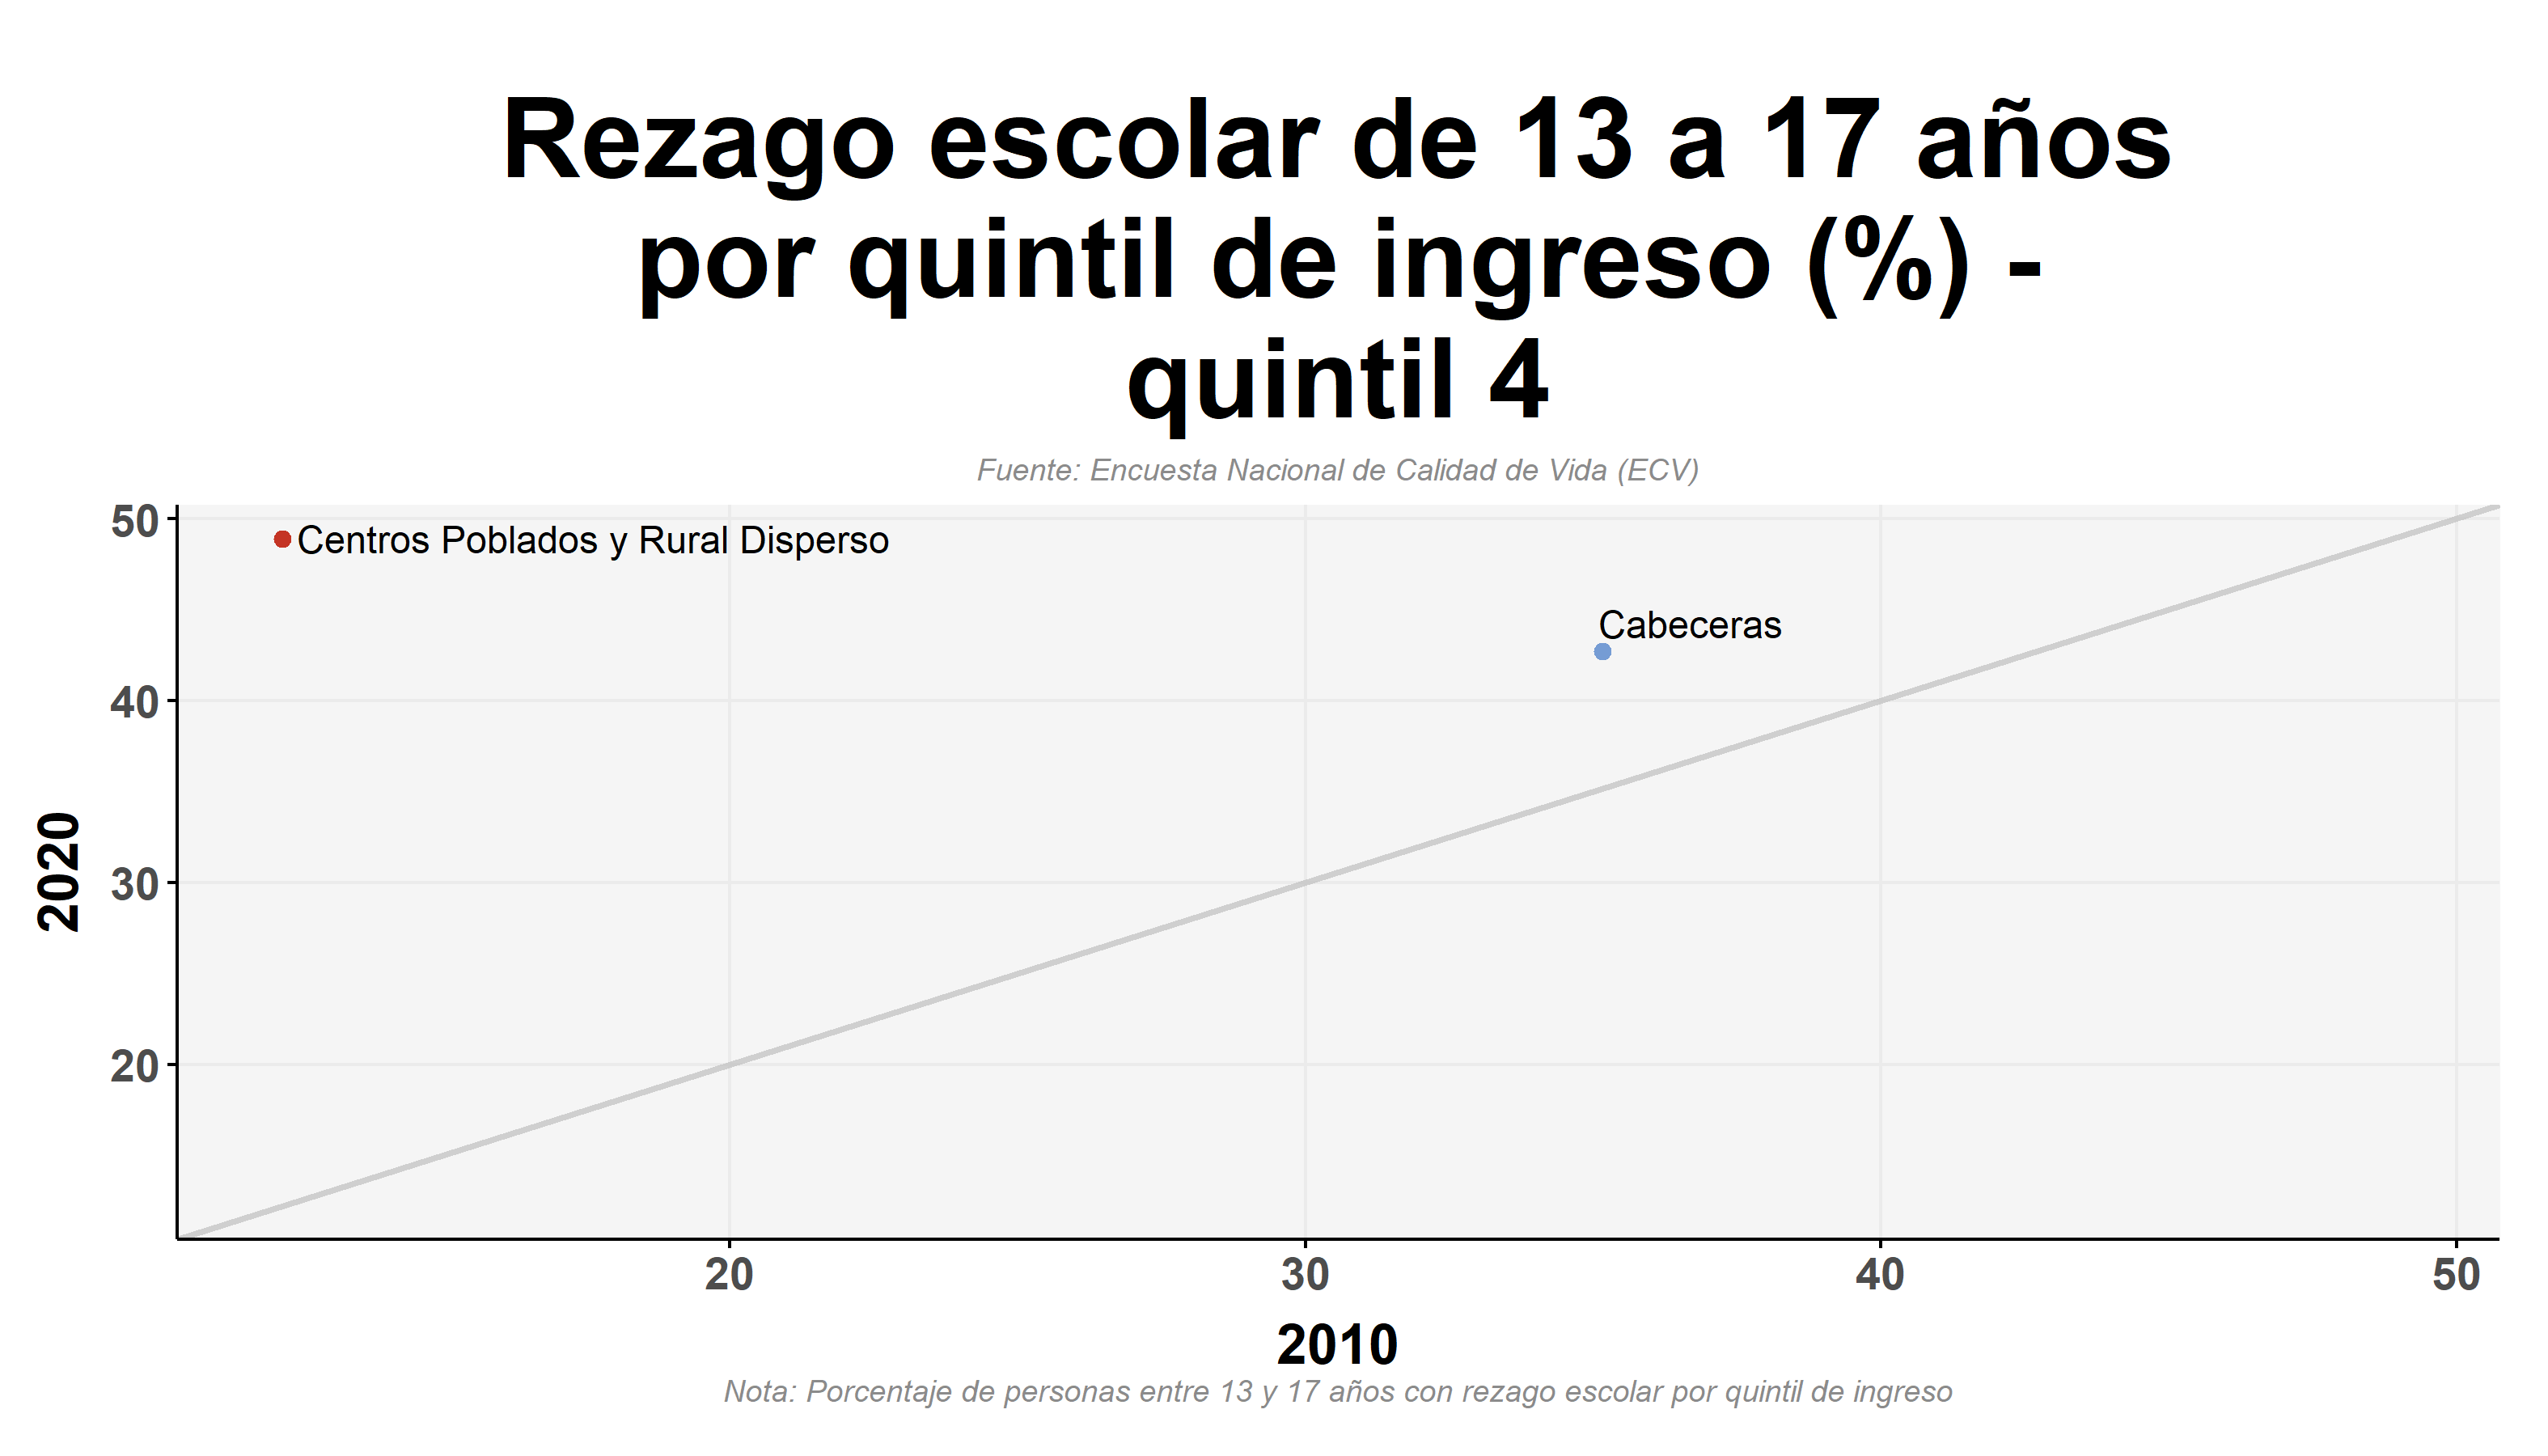 Rezago escolar de 13 a 17 años
por quintil de ingreso (%) -
quintil 4
Fuente: Encuesta Nacional de Calidad de Vida (ECV)
50
Centros Poblados y Rural Disperso
Cabeceras
40
30
20
2020
20
30
40
50
2010
Nota: Porcentaje de personas entre 13 y 17 años con rezago escolar por quintil de ingreso